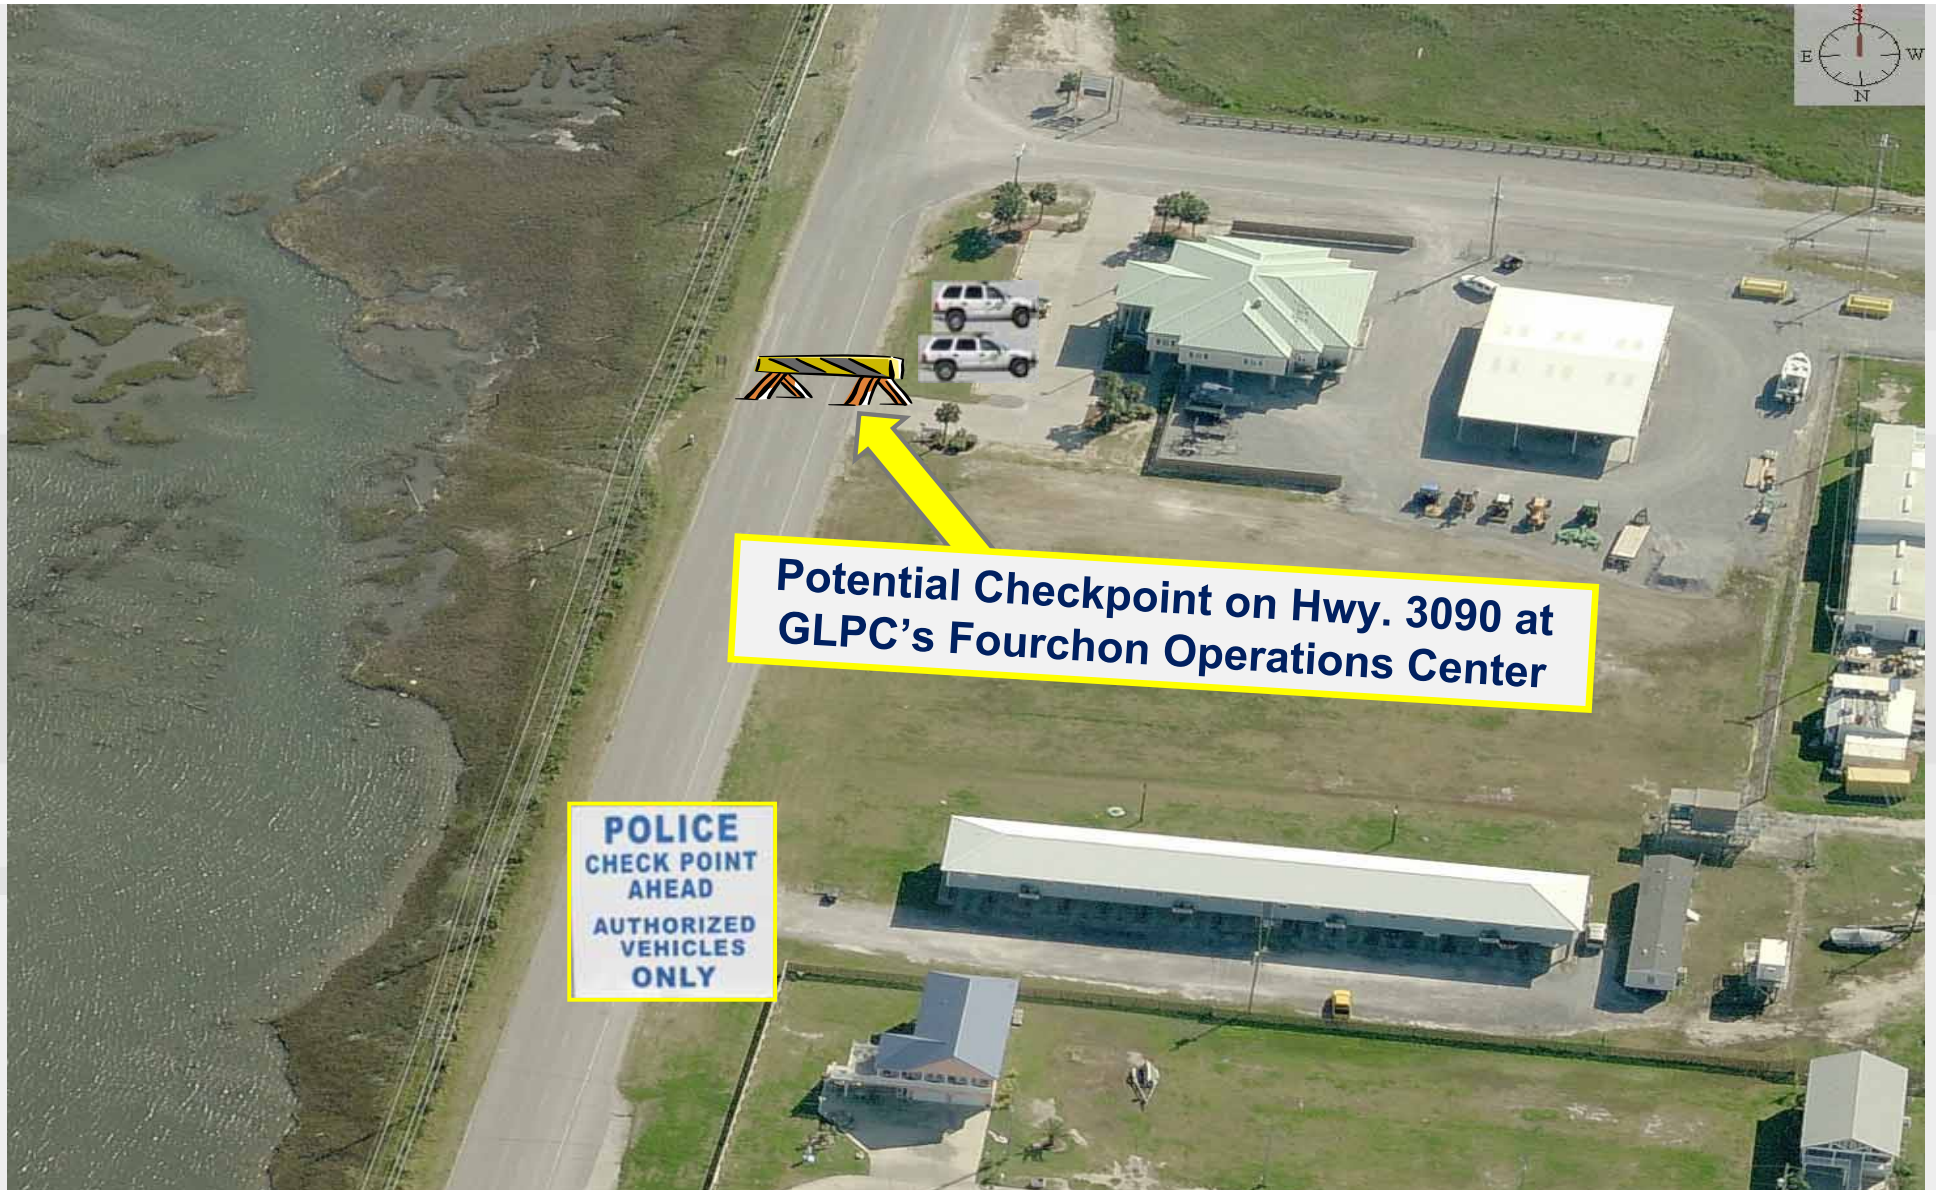 S
E W
N
Potential Checkpoint on Hwy. 3090 at
GLPC’s Fourchon Operations Center
POLICE
CHECK POINT
AHEAD
AUTHORIZED
VEHICLES
ONLY